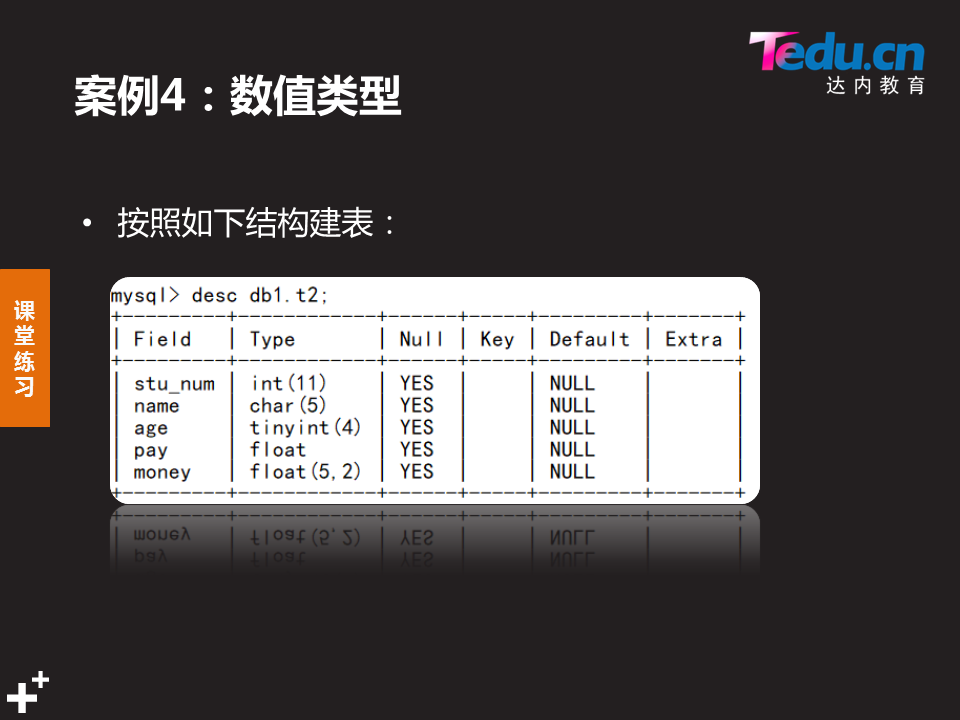 Tedu.cn
达内教育
案例4：数值类型
• 按照如下结构建表：
课
堂
练
习
mysql> desc db1.t2;
+---------+------------+------+-----+---------+-------+
| Field   | Type       | Null | Key | Default | Extra |
+---------+------------+------+-----+---------+-------+
| stu_num | int(11)    | YES  |     | NULL    |       |
| name    | char(5)    | YES  |     | NULL    |       |
| age     | tinyint(4) | YES  |     | NULL    |       |
| pay     | float      | YES  |     | NULL    |       |
| money   | float(5,2) | YES  |     | NULL    |       |
+---------+------------+------+-----+---------+-------+